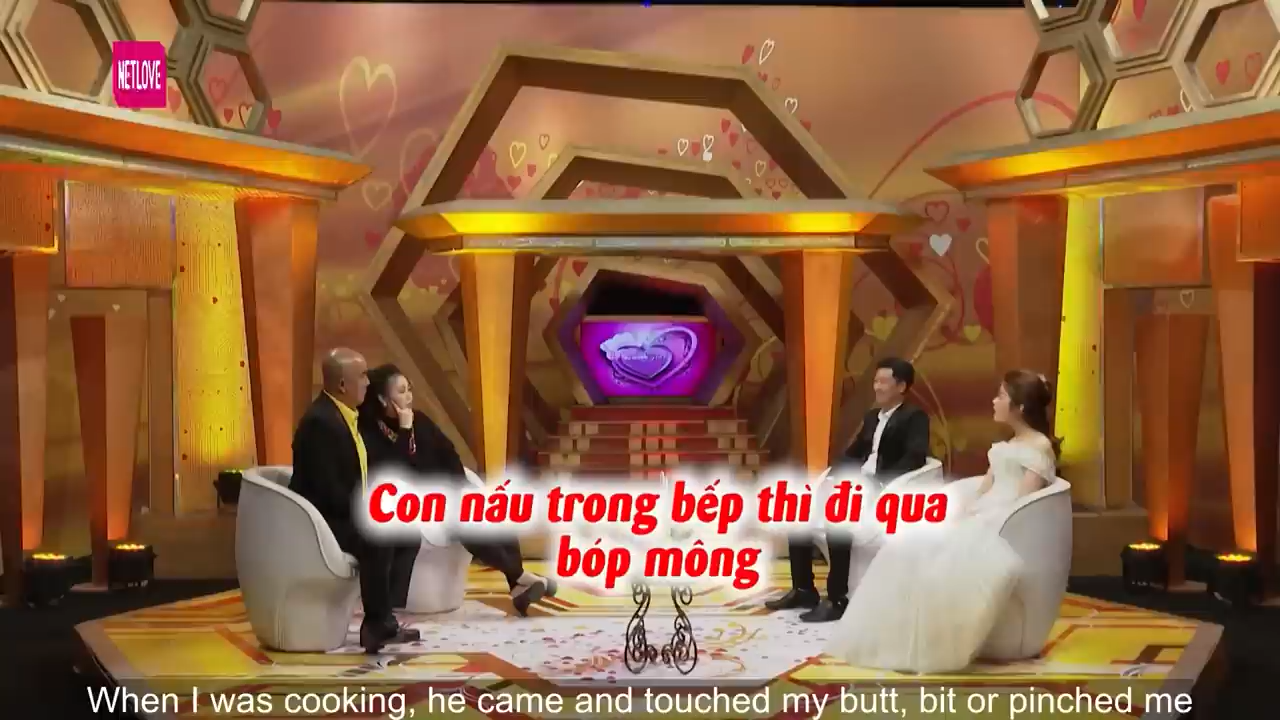 NETLOVE
Con nấu trong bếp thì đi qua
bóp mông
When I was cooking, he came and touched my butt, bit or pinched me